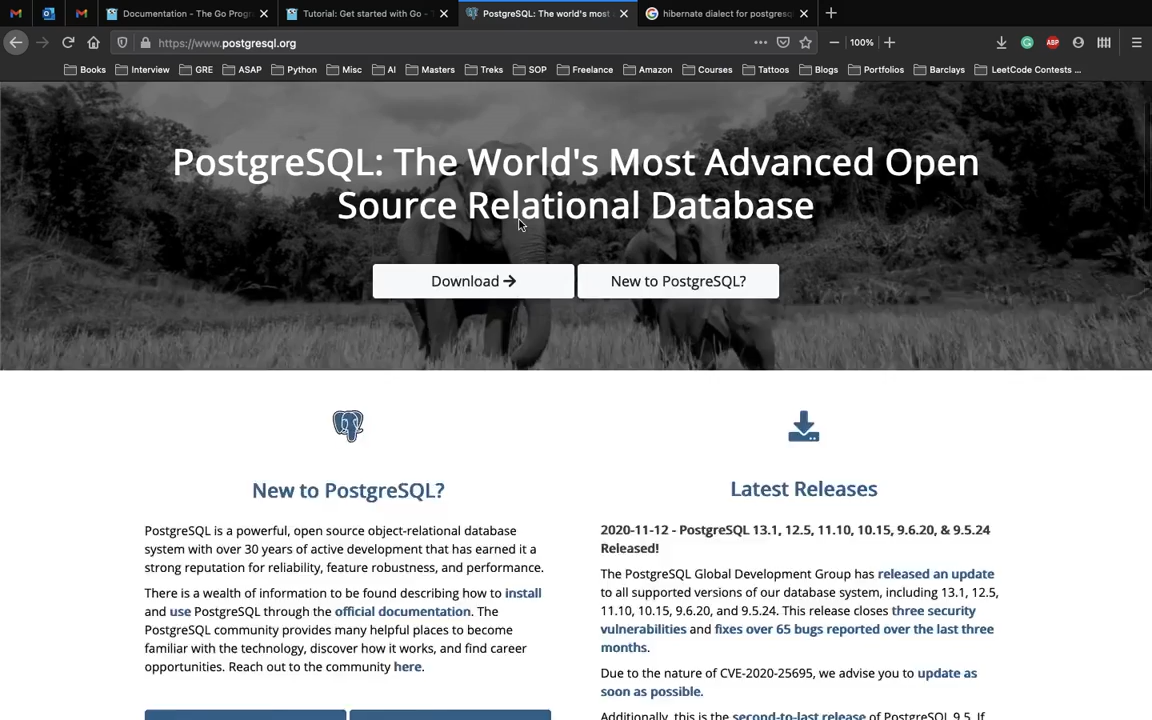 Documentation - The Go Progr
Tutorial: Get started with Go - T
PostgreSQL: The world's most
hibernate dialect for postgresq
https://www.postgresql.org
100%
Books
Interview
GRE
ASAP
Python
Misc
AI
Masters
Treks
SOP
Freelance
Amazon
Courses
Tattoos
Blogs
Portfolios
Barclays
LeetCode Contests ...
PostgreSQL: The World's Most Advanced Open
Source Relational Database
Download →
New to PostgreSQL?
New to PostgreSQL?
PostgreSQL is a powerful, open source object-relational database
system with over 30 years of active development that has earned it a
strong reputation for reliability, feature robustness, and performance.
There is a wealth of information to be found describing how to install
and use PostgreSQL through the official documentation. The
PostgreSQL community provides many helpful places to become
familiar with the technology, discover how it works, and find career
opportunities. Reach out to the community here.
Latest Releases
2020-11-12 - PostgreSQL 13.1, 12.5, 11.10, 10.15, 9.6.20, & 9.5.24
Released!
The PostgreSQL Global Development Group has released an update
to all supported versions of our database system, including 13.1, 12.5,
11.10, 10.15, 9.6.20, and 9.5.24. This release closes three security
vulnerabilities and fixes over 65 bugs reported over the last three
months.
Due to the nature of CVE-2020-25695, we advise you to update as
soon as possible.
Additionally, this is the second-to-last release of PostgreSQL 9.5. If